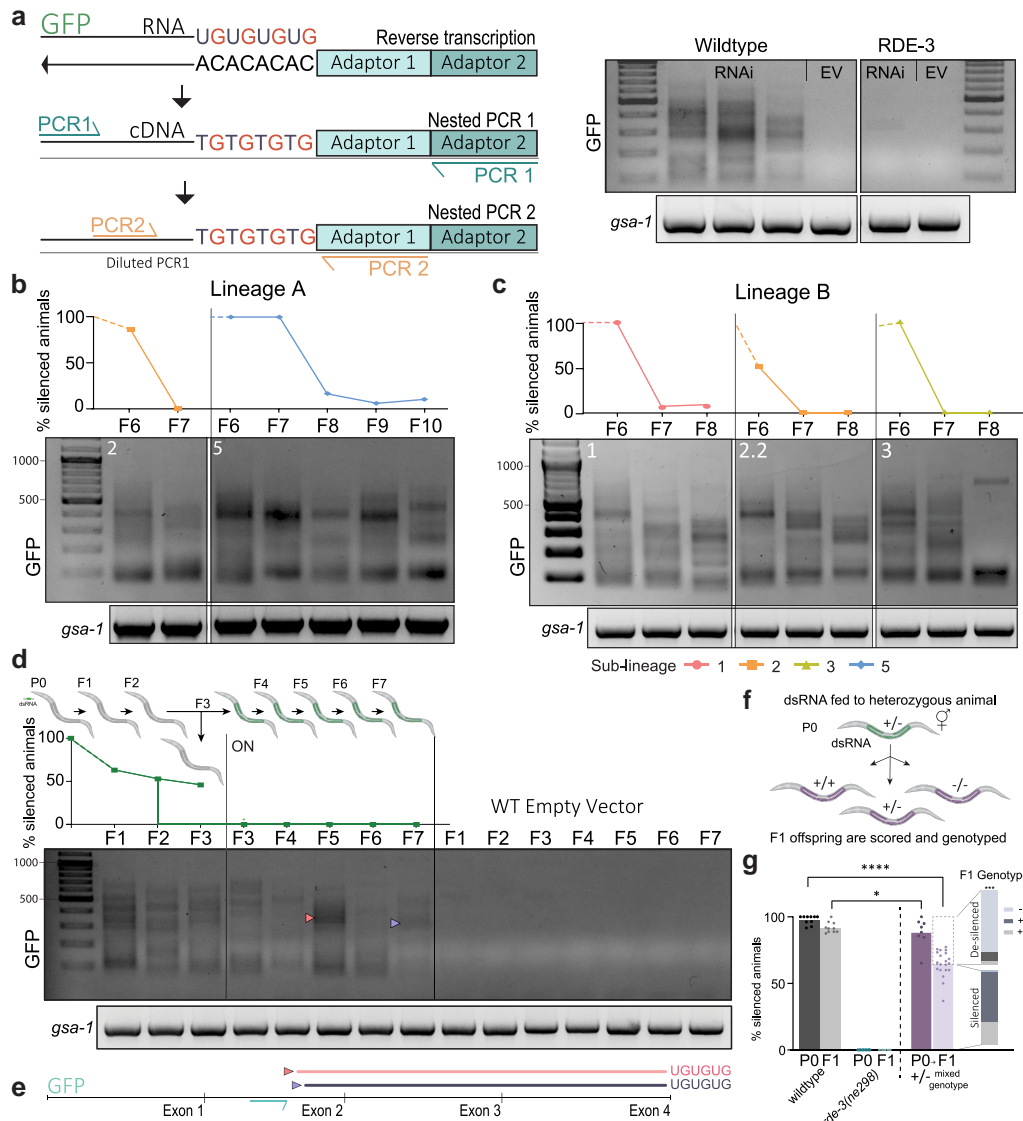 a
GFP RNA UGUGUGUG Reverse transcription
ACACACAC Adaptor 1 Adaptor 2
PCR1 cDNA TGTGTGTG Nested PCR 1
Adaptor 1 Adaptor 2
PCR 1
PCR2 TGTGTGTG Nested PCR 2
Adaptor 1 Adaptor 2
Diluted PCR1 PCR 2
Wildtype RDE-3
RNAi EV RNAi EV
GFP
gsa-1
b Lineage A
% silenced animals
100
50
0
F6 F7 F6 F7 F8 F9 F10
2 5
1000
500
GFP
gsa-1
c Lineage B
% silenced animals
100
50
0
F6 F7 F8 F6 F7 F8 F6 F7 F8
1 2.2 3
1000
500
GFP
gsa-1
Sub-lineage 1 2 3 5
d
P0 F1 F2 F3 F4 F5 F6 F7
dsRNA
ON
% silenced animals
100
50
0
WT Empty Vector
F1 F2 F3 F3 F4 F5 F6 F7 F1 F2 F3 F4 F5 F6 F7
1000
500
GFP
gsa-1
e
GFP
UGUGUG
UGUGUG
Exon 1 Exon 2 Exon 3 Exon 4
f
dsRNA fed to heterozygous animal
P0 +/- ⚥
dsRNA
+/+ -/-
+/-
F1 offspring are scored and genotyped
g
****
*
F1 Genotype
***
-
+
+
De-silenced
Silenced
% silenced animals
100
50
0
P0 F1 P0 F1 P0→F1
wildtype
rde-3(ne298)
+/- mixed genotype